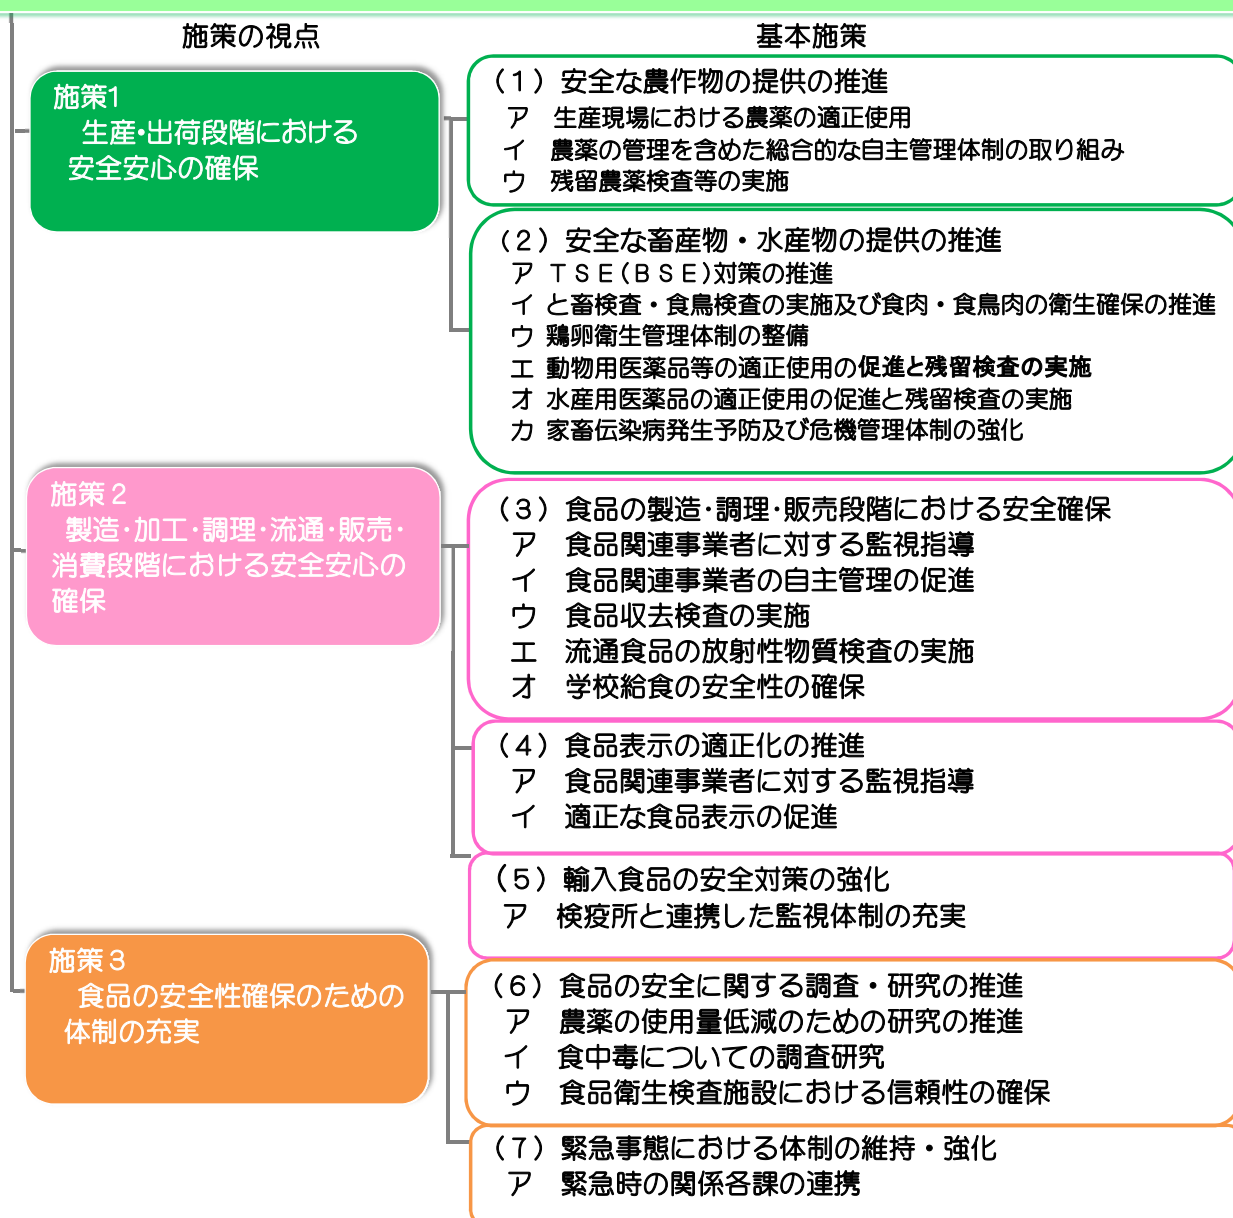 施策の視点
基本施策
施策1
生産・出荷段階における
安全安心の確保
(1)安全な農作物の提供の推進
ア 生産現場における農薬の適正使用
イ 農薬の管理を含めた総合的な自主管理体制の取り組み
ウ 残留農薬検査等の実施
(2)安全な畜産物・水産物の提供の推進
ア TSE(BSE)対策の推進
イ と畜検査・食鳥検査の実施及び食肉・食鳥肉の衛生確保の推進
ウ 鶏卵衛生管理体制の整備
エ 動物用医薬品等の適正使用の促進と残留検査の実施
オ 水産用医薬品の適正使用の促進と残留検査の実施
カ 家畜伝染病発生予防及び危機管理体制の強化
施策2
製造・加工・調理・流通・販売・
消費段階における安全安心の
確保
(3)食品の製造・調理・販売段階における安全確保
ア 食品関連事業者に対する監視指導
イ 食品関連事業者の自主管理の促進
ウ 食品収去検査の実施
エ 流通食品の放射性物質検査の実施
オ 学校給食の安全性の確保
(4)食品表示の適正化の推進
ア 食品関連事業者に対する監視指導
イ 適正な食品表示の促進
(5)輸入食品の安全対策の強化
ア 検疫所と連携した監視体制の充実
施策3
食品の安全性確保のための
体制の充実
(6)食品の安全に関する調査・研究の推進
ア 農薬の使用量低減のための研究の推進
イ 食中毒についての調査研究
ウ 食品衛生検査施設における信頼性の確保
(7)緊急事態における体制の維持・強化
ア 緊急時の関係各課の連携